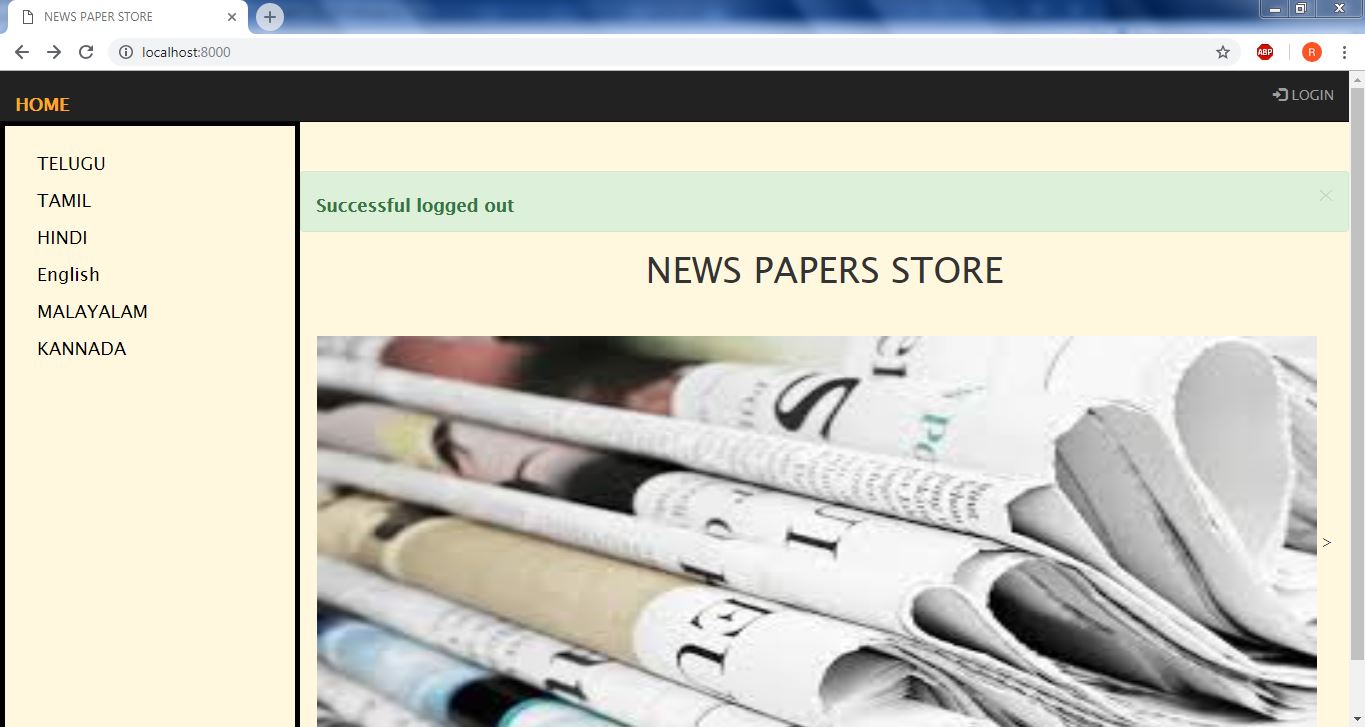 NEWS PAPER STORE
localhost:8000
ABP
R
HOME
LOGIN
TELUGU
TAMIL
HINDI
English
MALAYALAM
KANNADA
Successful logged out
×
NEWS PAPERS STORE
>